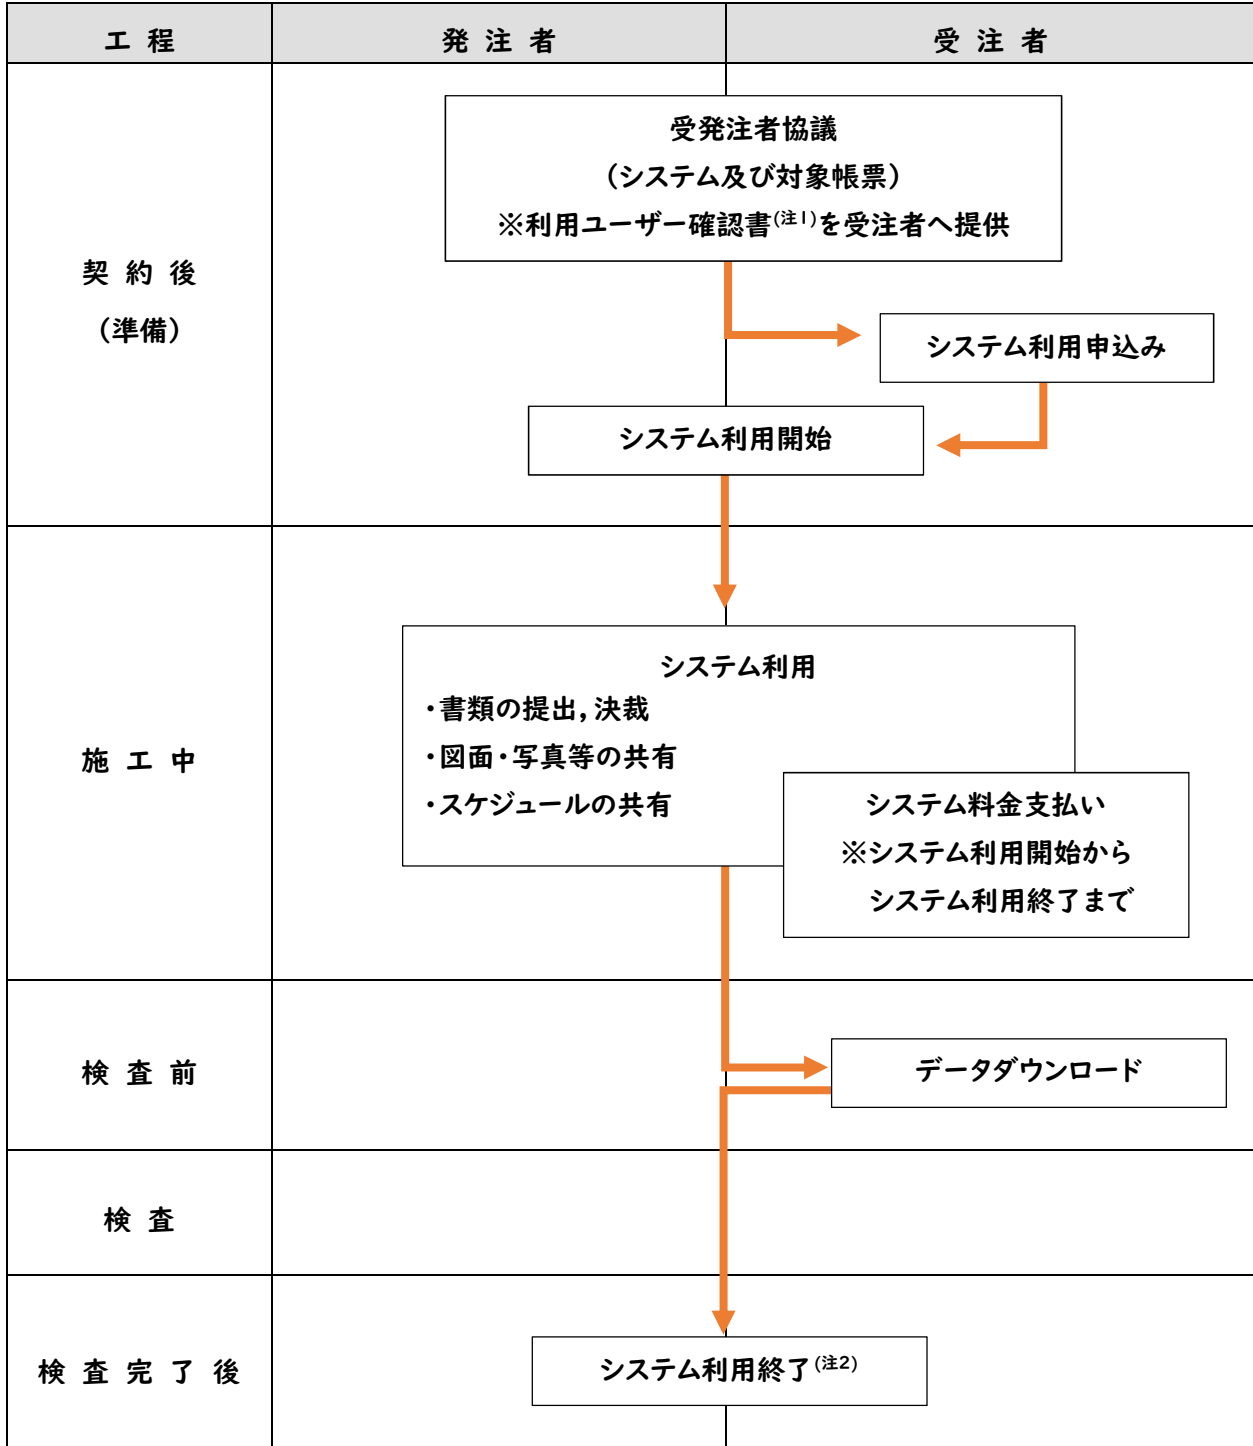 工程 発注者 受注者
受発注者協議
(システム及び対象帳票)
※利用ユーザー確認書(注1)を受注者へ提供
契約後
(準備)
システム利用申込み
システム利用開始
システム利用
・書類の提出,決裁
・図面・写真等の共有
・スケジュールの共有
施工中
システム料金支払い
※システム利用開始から
システム利用終了まで
検査前
データダウンロード
検査
検査完了後
システム利用終了(注2)